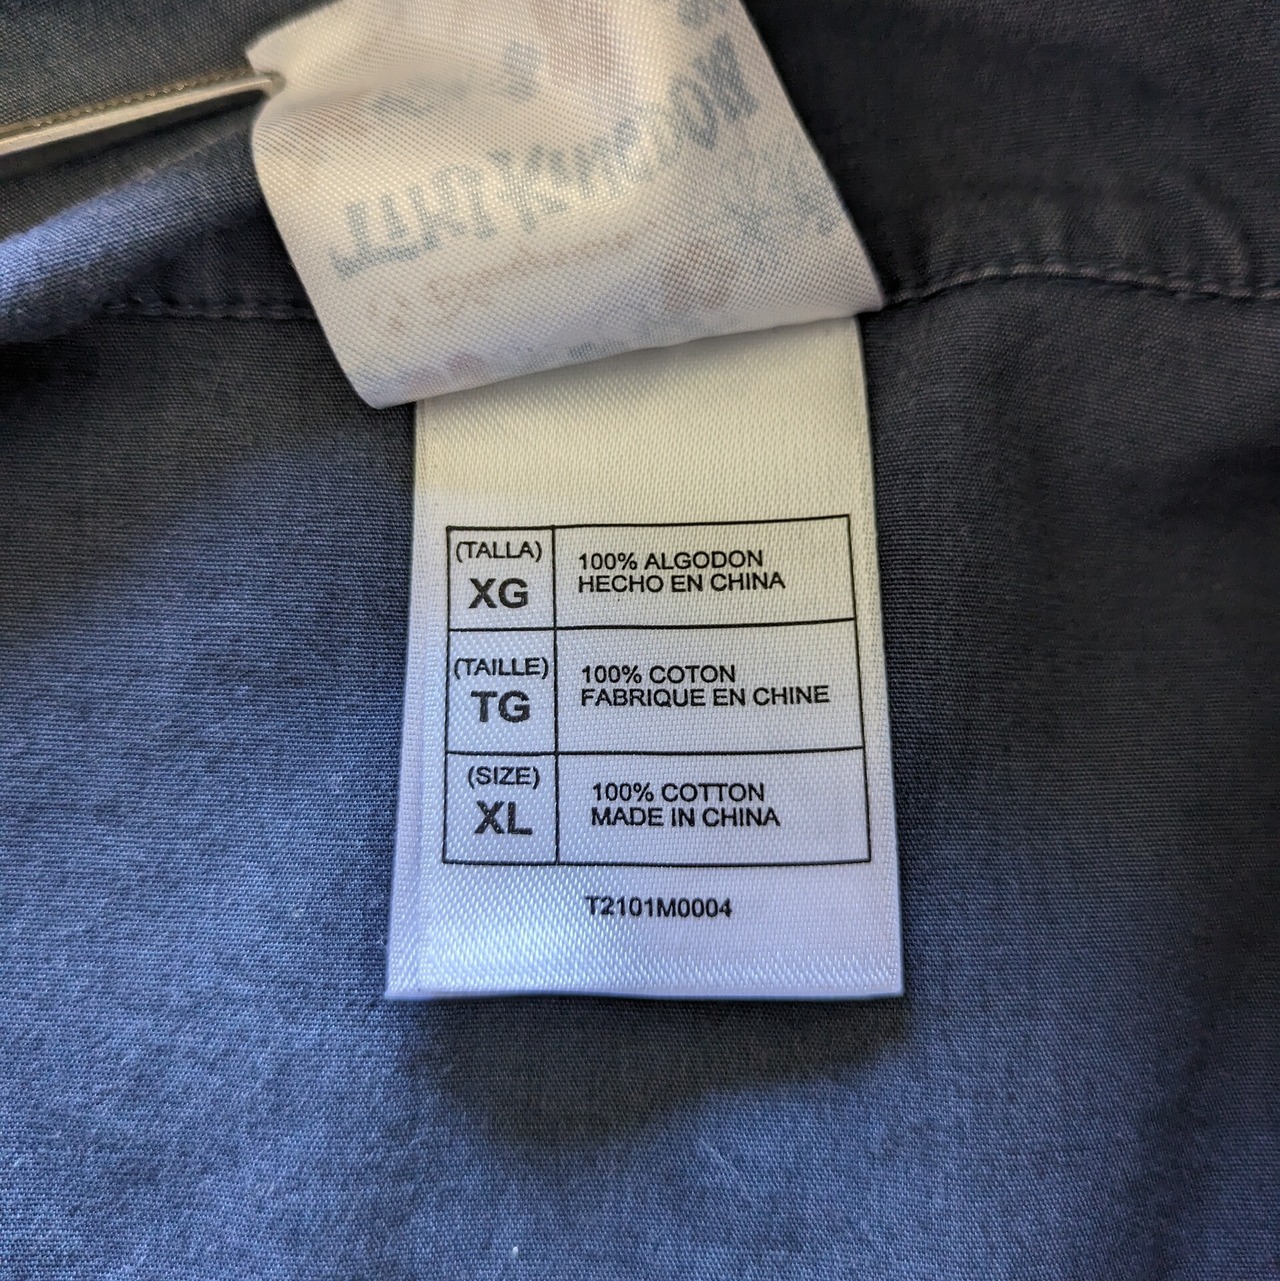 (TALLA)
XG
100% ALGODON
HECHO EN CHINA
(TAILLE)
TG
100% COTON
FABRIQUE EN CHINE
(SIZE)
XL
100% COTTON
MADE IN CHINA
T2101M0004